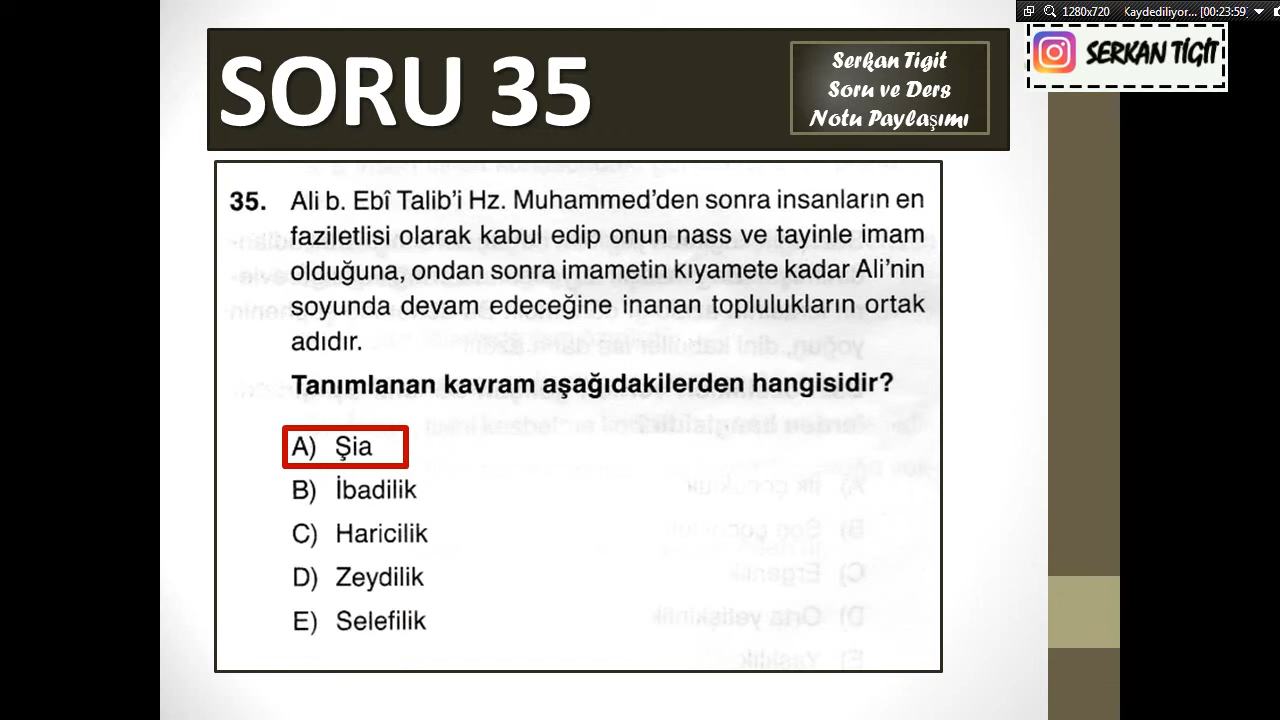 1280x720 Kaydediliyor... [00:23:59]
SERKAN TİGİT
SORU 35
Serkan Tigit
Soru ve Ders
Notu Paylaşımı
35. Ali b. Ebî Talib’i Hz. Muhammed’den sonra insanların en
faziletlisi olarak kabul edip onun nass ve tayinle imam
olduğuna, ondan sonra imametin kıyamete kadar Ali’nin
soyunda devam edeceğine inanan toplulukların ortak
adıdır.
Tanımlanan kavram aşağıdakilerden hangisidir?
A) Şia
B) İbadilik
C) Haricilik
D) Zeydilik
E) Selefilik